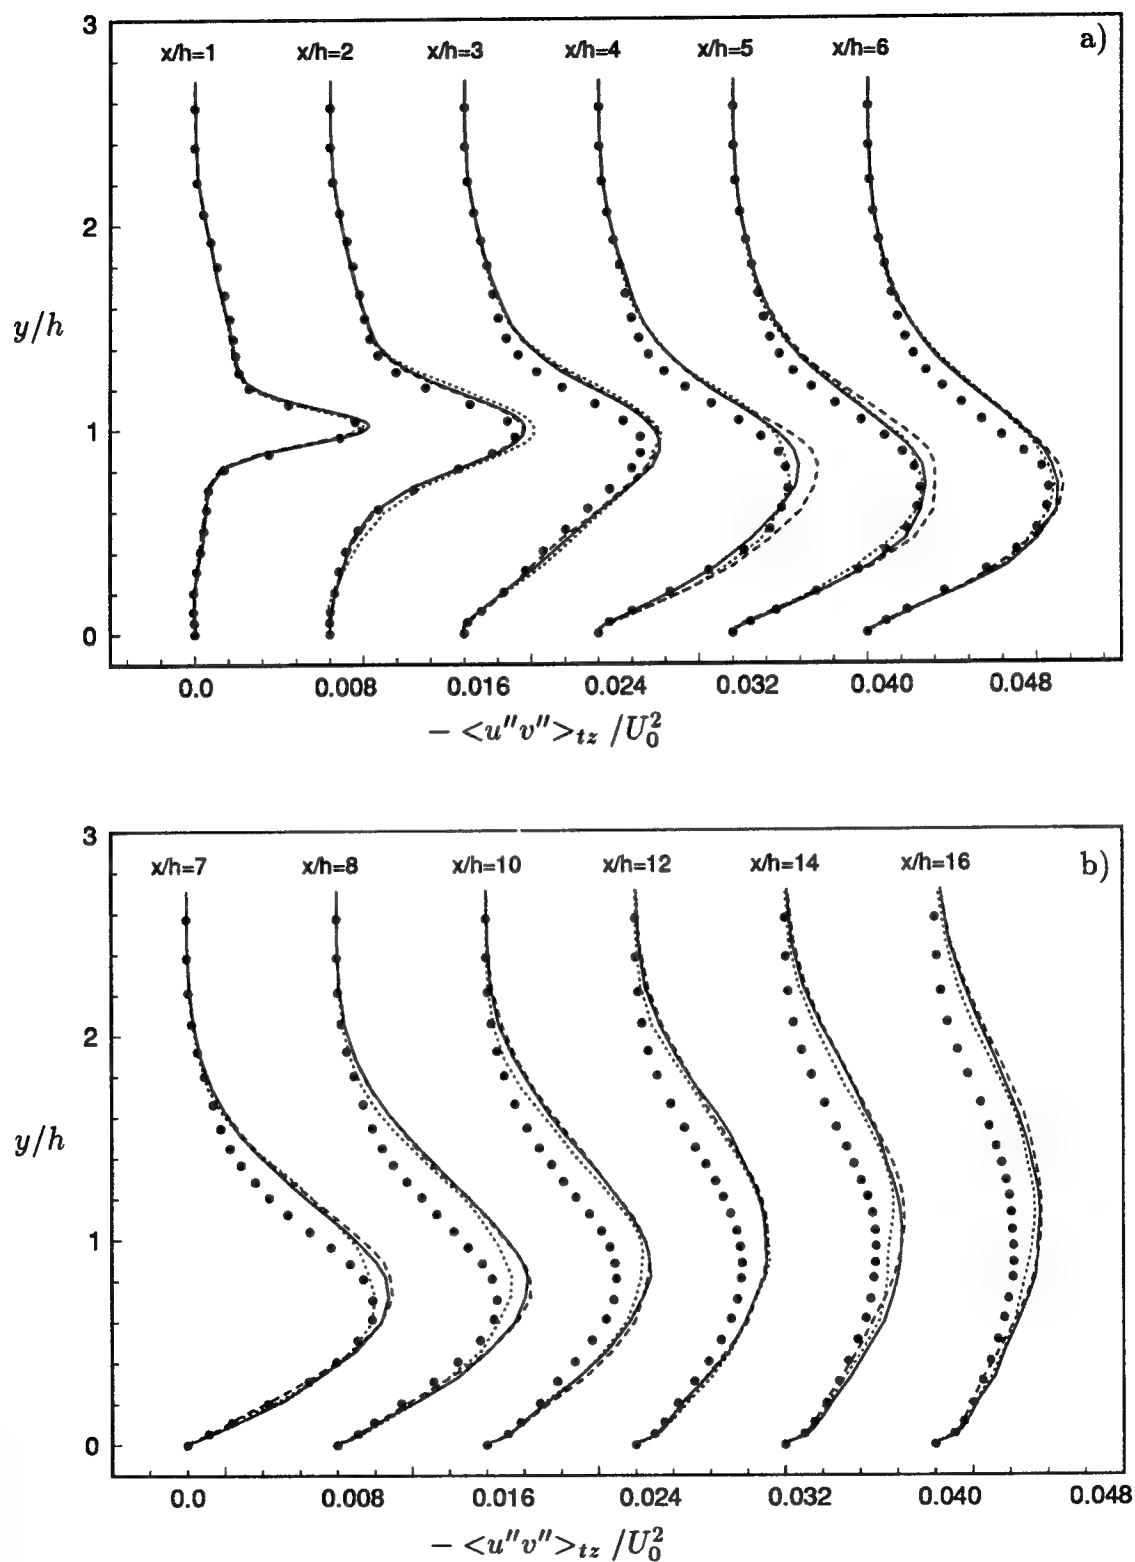 3
x/h=1 x/h=2 x/h=3 x/h=4 x/h=5 x/h=6 a)
2
y/h
1
0
0.0 0.008 0.016 0.024 0.032 0.040 0.048
− <u″v″>tz /U₀²
3
x/h=7 x/h=8 x/h=10 x/h=12 x/h=14 x/h=16 b)
2
y/h
1
0
0.0 0.008 0.016 0.024 0.032 0.040 0.048
− <u″v″>tz /U₀²